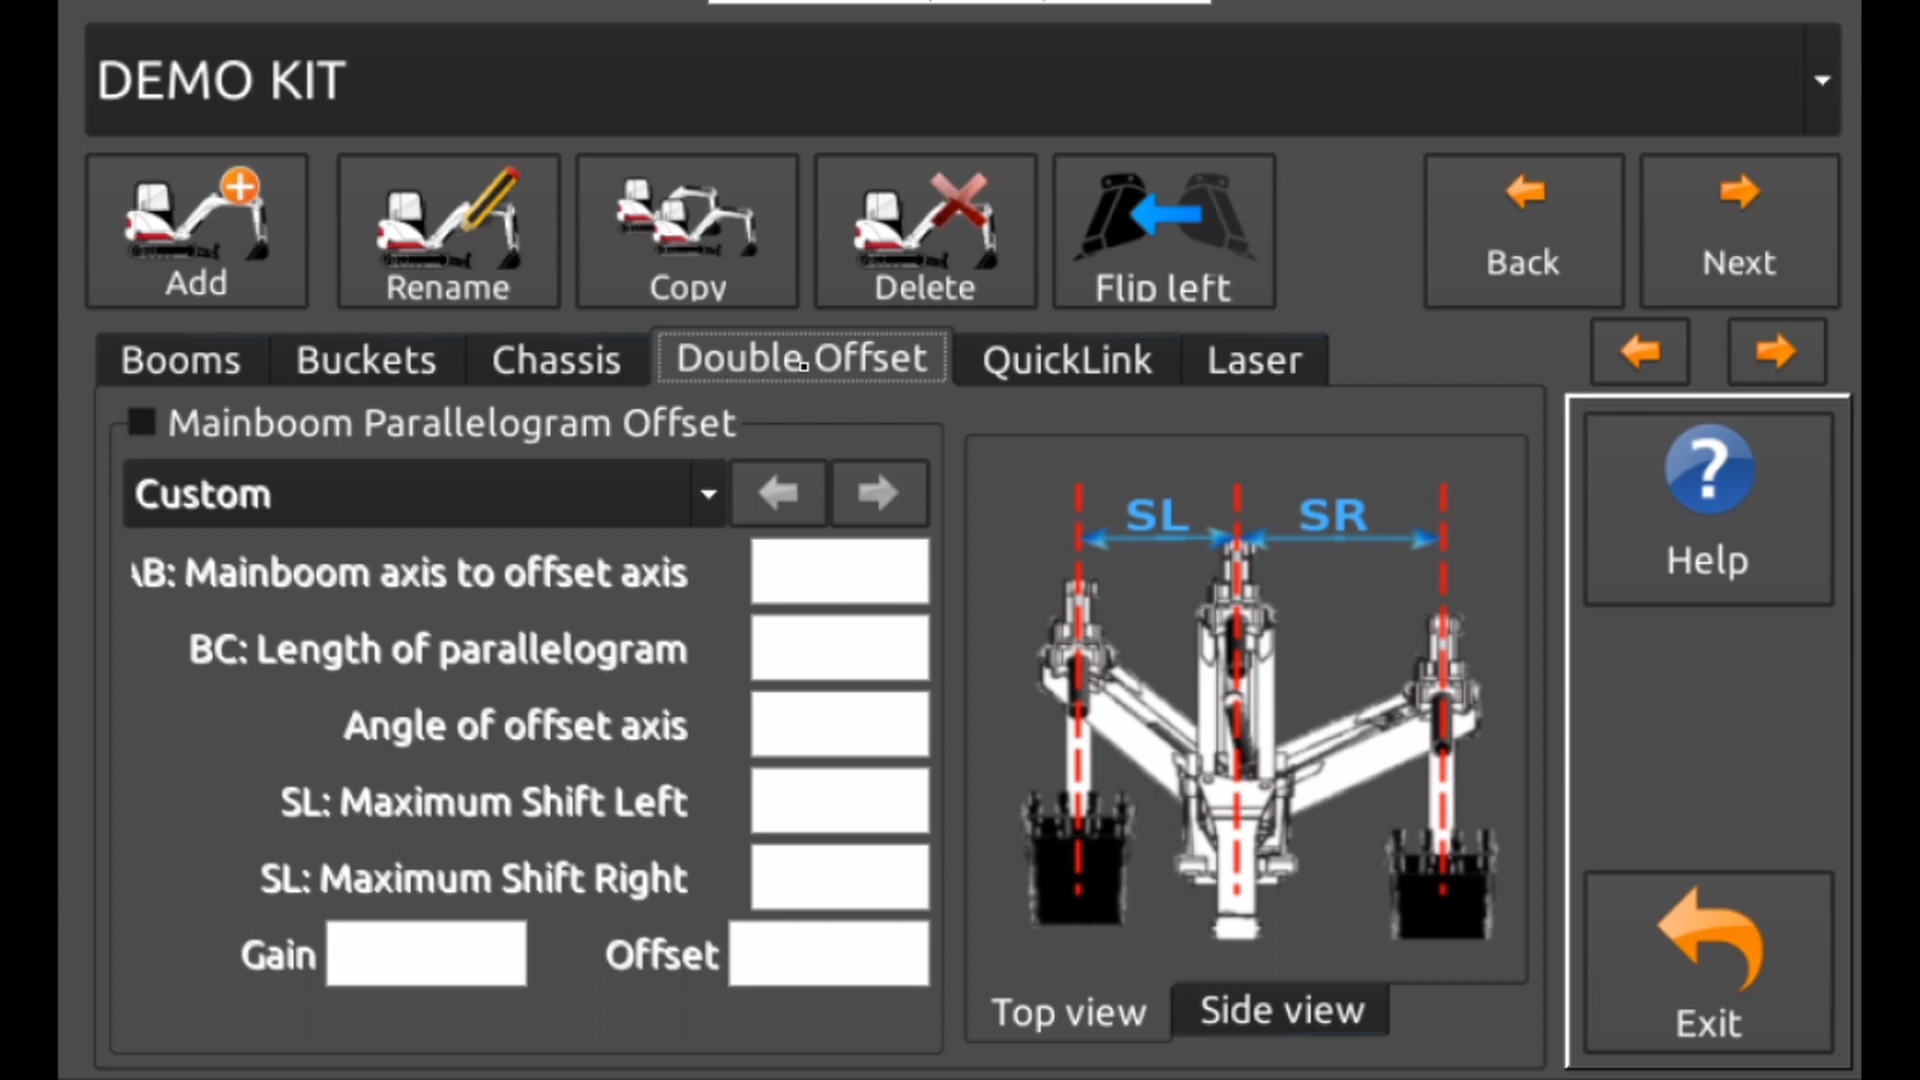 DEMO KIT
Add
Rename
Copy
Delete
Flip left
Back
Next
Booms
Buckets
Chassis
Double Offset
QuickLink
Laser
Mainboom Parallelogram Offset
Custom
AB: Mainboom axis to offset axis
BC: Length of parallelogram
Angle of offset axis
SL: Maximum Shift Left
SL: Maximum Shift Right
Gain
Offset
SL
SR
Top view
Side view
?
Help
Exit